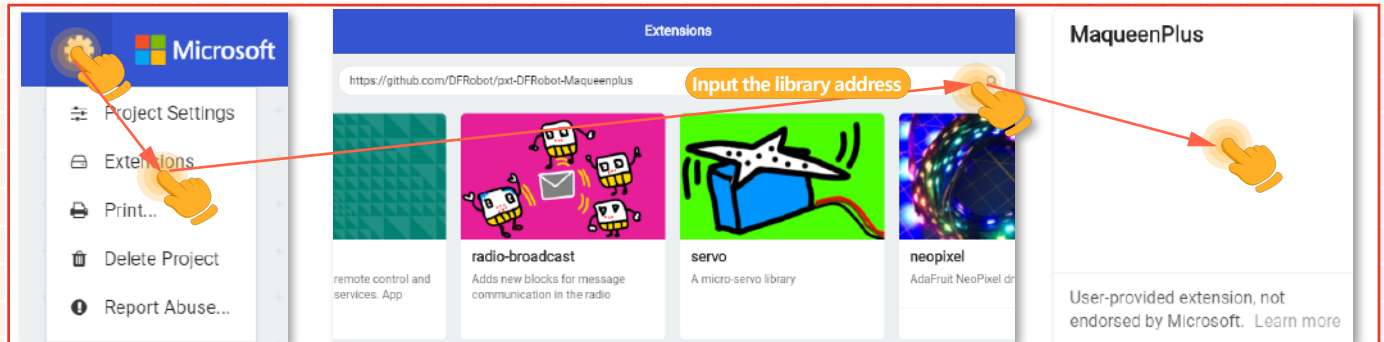 Microsoft
Project Settings
Extensions
Print...
Delete Project
Report Abuse...
Extensions
https://github.com/DFRobot/pxt-DFRobot-Maqueenplus
Input the library address
remote control and
services. App
radio-broadcast
Adds new blocks for message
communication in the radio
servo
A micro-servo library
neopixel
AdaFruit NeoPixel dr
MaqueenPlus
User-provided extension, not
endorsed by Microsoft. Learn more